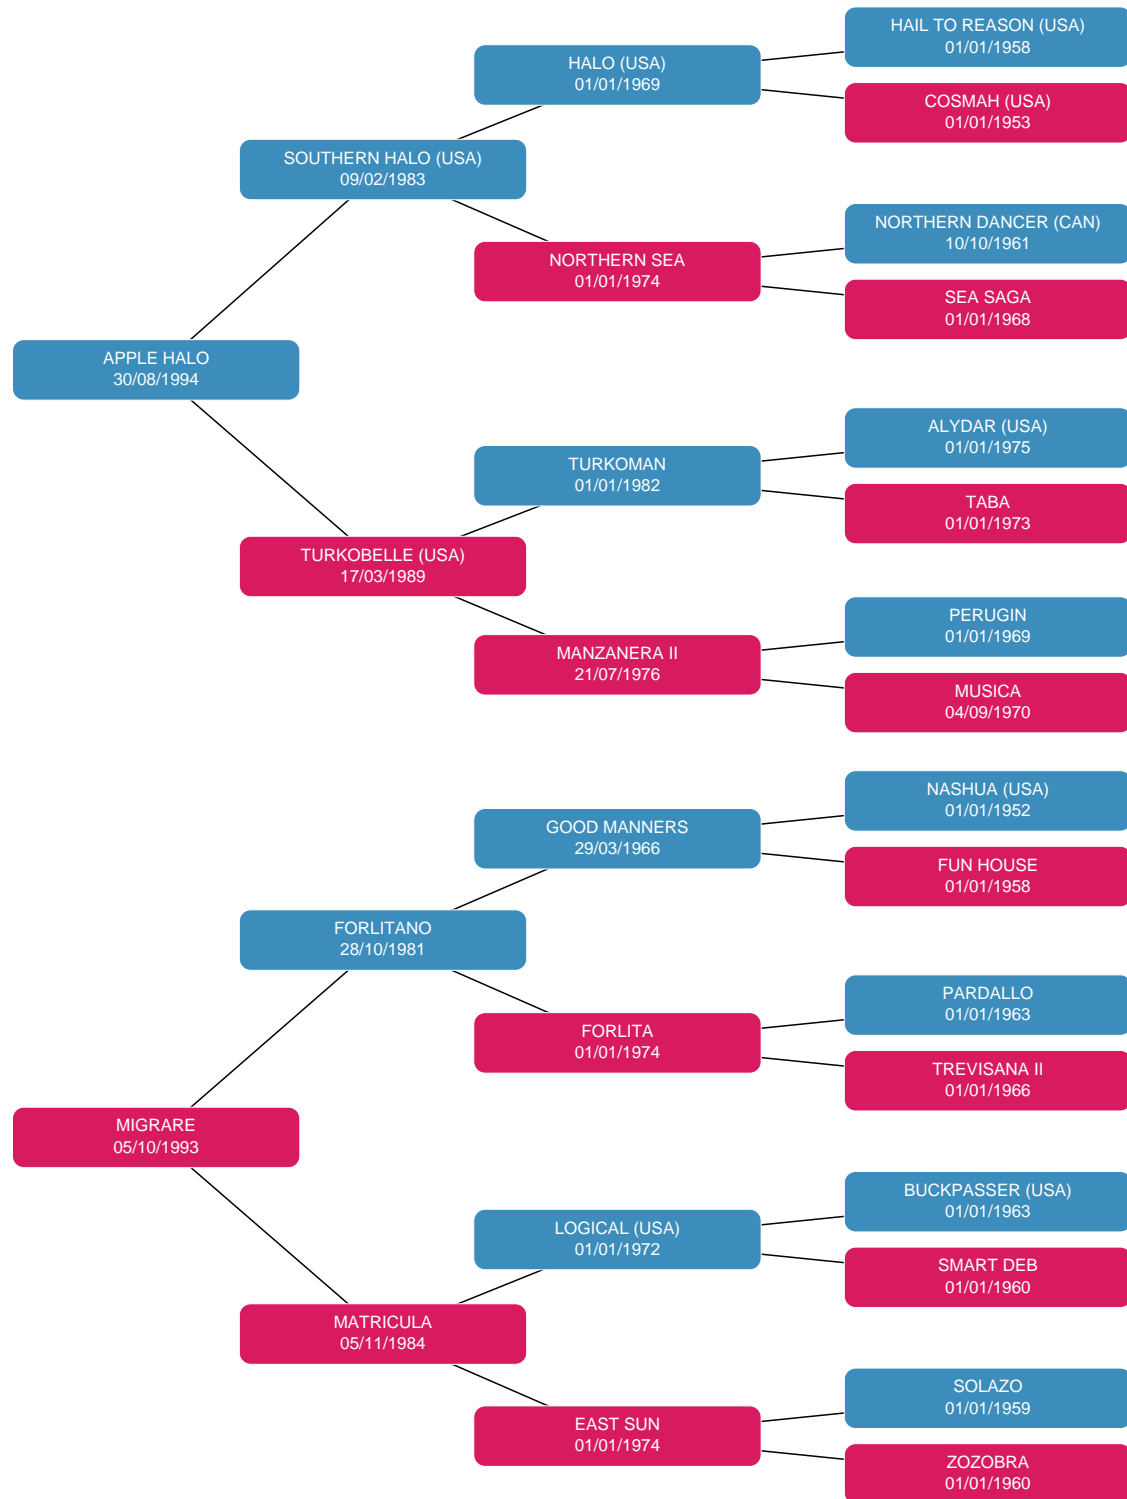 HAIL TO REASON (USA)
01/01/1958
HALO (USA)
01/01/1969
COSMAH (USA)
01/01/1953
SOUTHERN HALO (USA)
09/02/1983
NORTHERN DANCER (CAN)
10/10/1961
NORTHERN SEA
01/01/1974
SEA SAGA
01/01/1968
APPLE HALO
30/08/1994
ALYDAR (USA)
01/01/1975
TURKOMAN
01/01/1982
TABA
01/01/1973
TURKOBELLE (USA)
17/03/1989
PERUGIN
01/01/1969
MANZANERA II
21/07/1976
MUSICA
04/09/1970
NASHUA (USA)
01/01/1952
GOOD MANNERS
29/03/1966
FUN HOUSE
01/01/1958
FORLITANO
28/10/1981
PARDALLO
01/01/1963
FORLITA
01/01/1974
TREVISANA II
01/01/1966
MIGRARE
05/10/1993
BUCKPASSER (USA)
01/01/1963
LOGICAL (USA)
01/01/1972
SMART DEB
01/01/1960
MATRICULA
05/11/1984
SOLAZO
01/01/1959
EAST SUN
01/01/1974
ZOZOBRA
01/01/1960